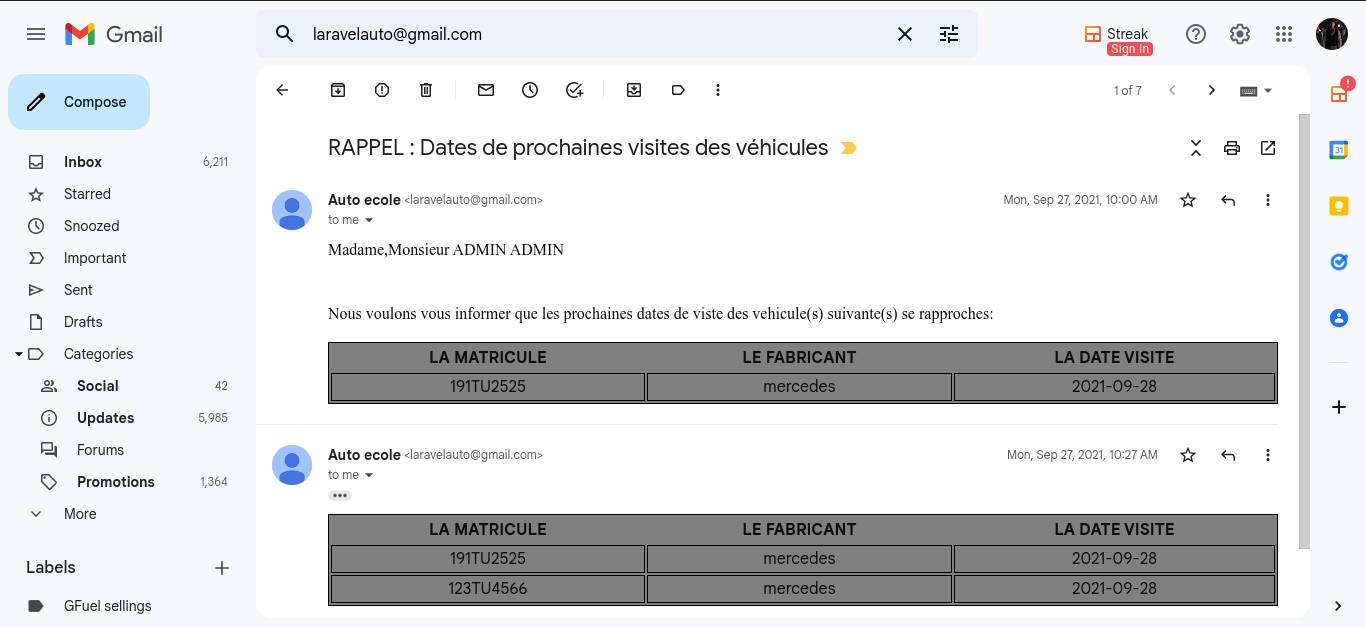 Gmail
laravelauto@gmail.com
Streak
Sign In
Compose
1 of 7
Inbox 6,211
Starred
Snoozed
Important
Sent
Drafts
Categories
Social 42
Updates 5,985
Forums
Promotions 1,364
More
Labels
GFuel sellings
RAPPEL : Dates de prochaines visites des véhicules
Auto ecole <laravelauto@gmail.com> Mon, Sep 27, 2021, 10:00 AM
to me
Madame,Monsieur ADMIN ADMIN
Nous voulons vous informer que les prochaines dates de viste des vehicule(s) suivante(s) se rapproches:
LA MATRICULE LE FABRICANT LA DATE VISITE
191TU2525 mercedes 2021-09-28
Auto ecole <laravelauto@gmail.com> Mon, Sep 27, 2021, 10:27 AM
to me
LA MATRICULE LE FABRICANT LA DATE VISITE
191TU2525 mercedes 2021-09-28
123TU4566 mercedes 2021-09-28
!
31